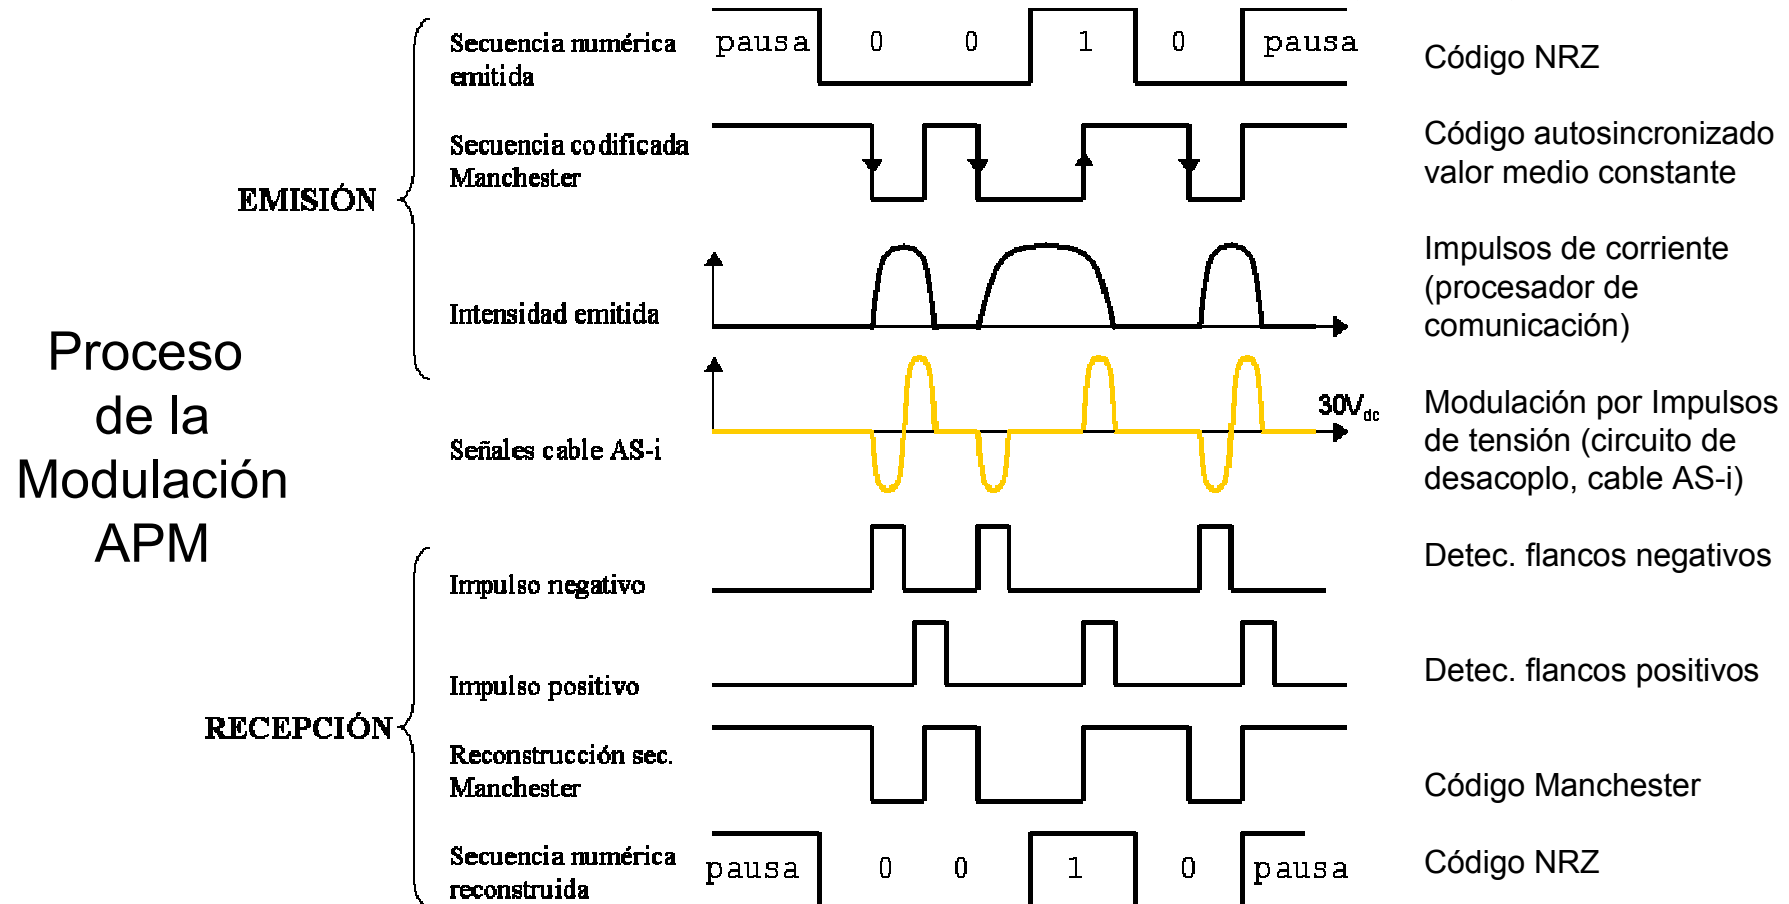 Proceso
de la
Modulación
APM
EMISIÓN
Secuencia numérica
emitida
pausa 0 0 1 0 pausa
Código NRZ
Secuencia codificada
Manchester
Código autosincronizado
valor medio constante
Intensidad emitida
Impulsos de corriente
(procesador de
comunicación)
Señales cable AS-i
30Vdc
Modulación por Impulsos
de tensión (circuito de
desacoplo, cable AS-i)
RECEPCIÓN
Impulso negativo
Detec. flancos negativos
Impulso positivo
Detec. flancos positivos
Reconstrucción sec.
Manchester
Código Manchester
Secuencia numérica
reconstruida
pausa 0 0 1 0 pausa
Código NRZ